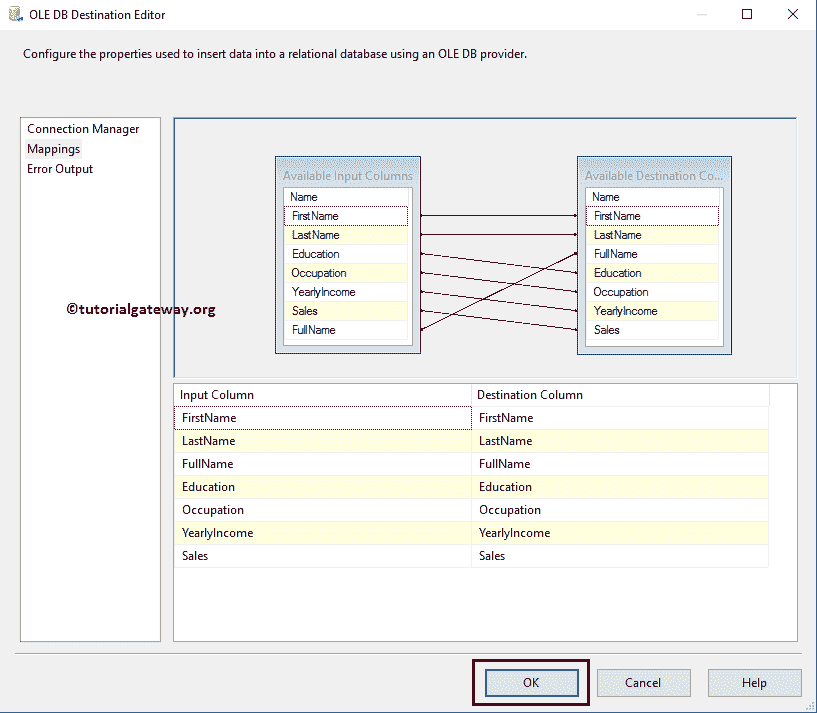 OLE DB Destination Editor
Configure the properties used to insert data into a relational database using an OLE DB provider.
Connection Manager
Mappings
Error Output
©tutorialgateway.org
Available Input Columns
Name
FirstName
LastName
Education
Occupation
YearlyIncome
Sales
FullName
Available Destination Co...
Name
FirstName
LastName
FullName
Education
Occupation
YearlyIncome
Sales
Input Column Destination Column
FirstName FirstName
LastName LastName
FullName FullName
Education Education
Occupation Occupation
YearlyIncome YearlyIncome
Sales Sales
OK Cancel Help